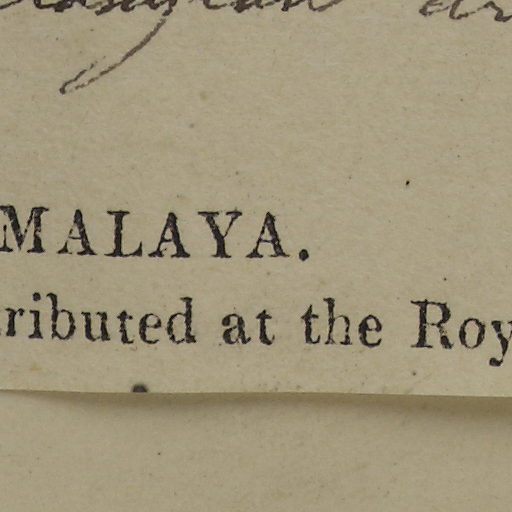 MALAYA.
ributed at the Roy